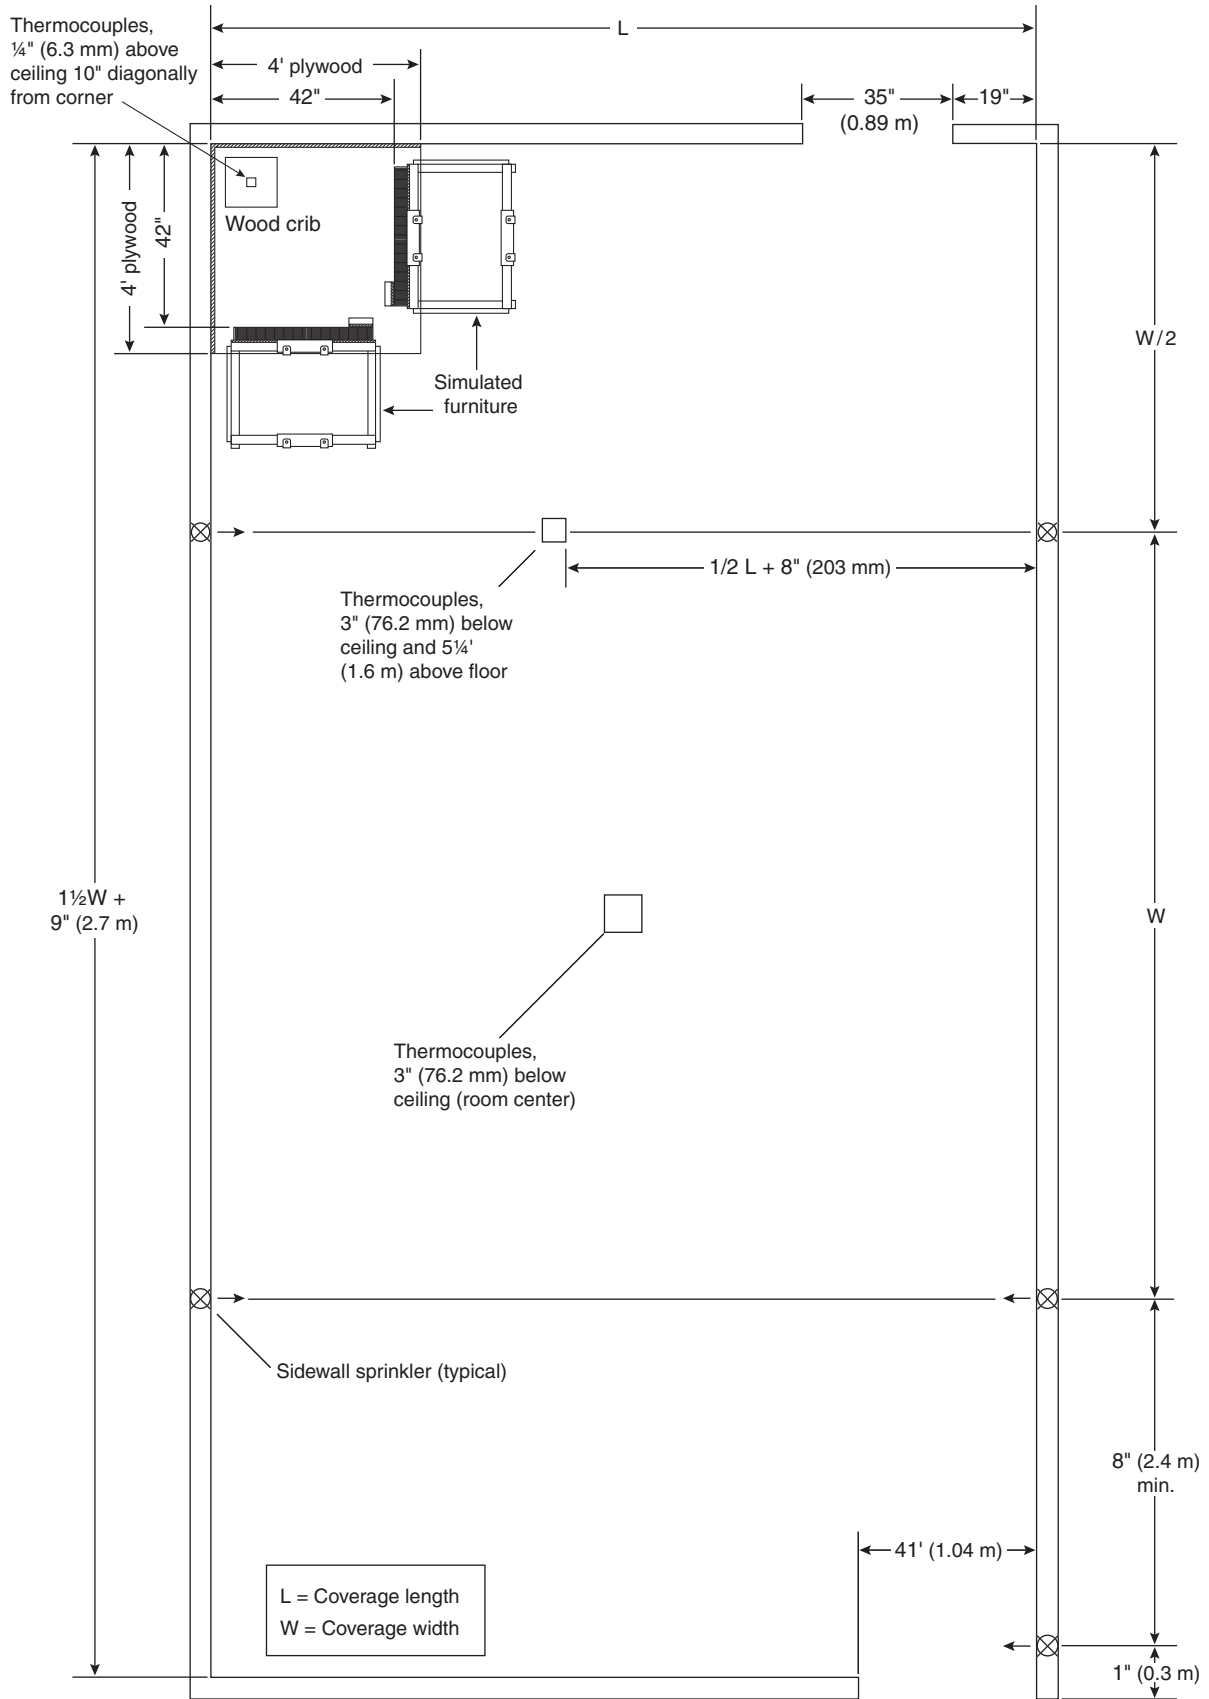 Thermocouples,
¼" (6.3 mm) above
ceiling 10" diagonally
from corner
L
4' plywood
42"
35"
(0.89 m)
19"
4' plywood
42"
Wood crib
W/2
Simulated
furniture
1/2 L + 8" (203 mm)
Thermocouples,
3" (76.2 mm) below
ceiling and 5¼'
(1.6 m) above floor
1½W +
9" (2.7 m)
W
Thermocouples,
3" (76.2 mm) below
ceiling (room center)
Sidewall sprinkler (typical)
8" (2.4 m)
min.
41' (1.04 m)
L = Coverage length
W = Coverage width
1" (0.3 m)